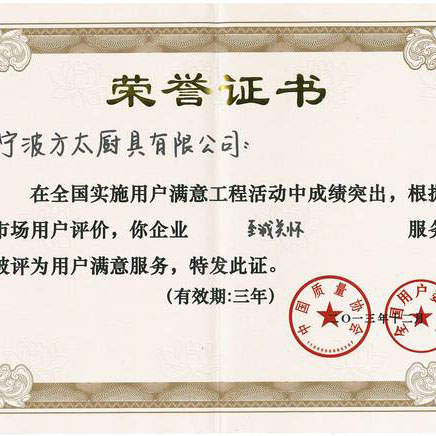 荣誉证书
宁波方太厨具有限公司:
在全国实施用户满意工程活动中成绩突出，根据
市场用户评价，你企业 至诚关怀 服务
被评为用户满意服务，特发此证。
(有效期:三年)
中国质量协会
全国用户委
二〇一三年十二月